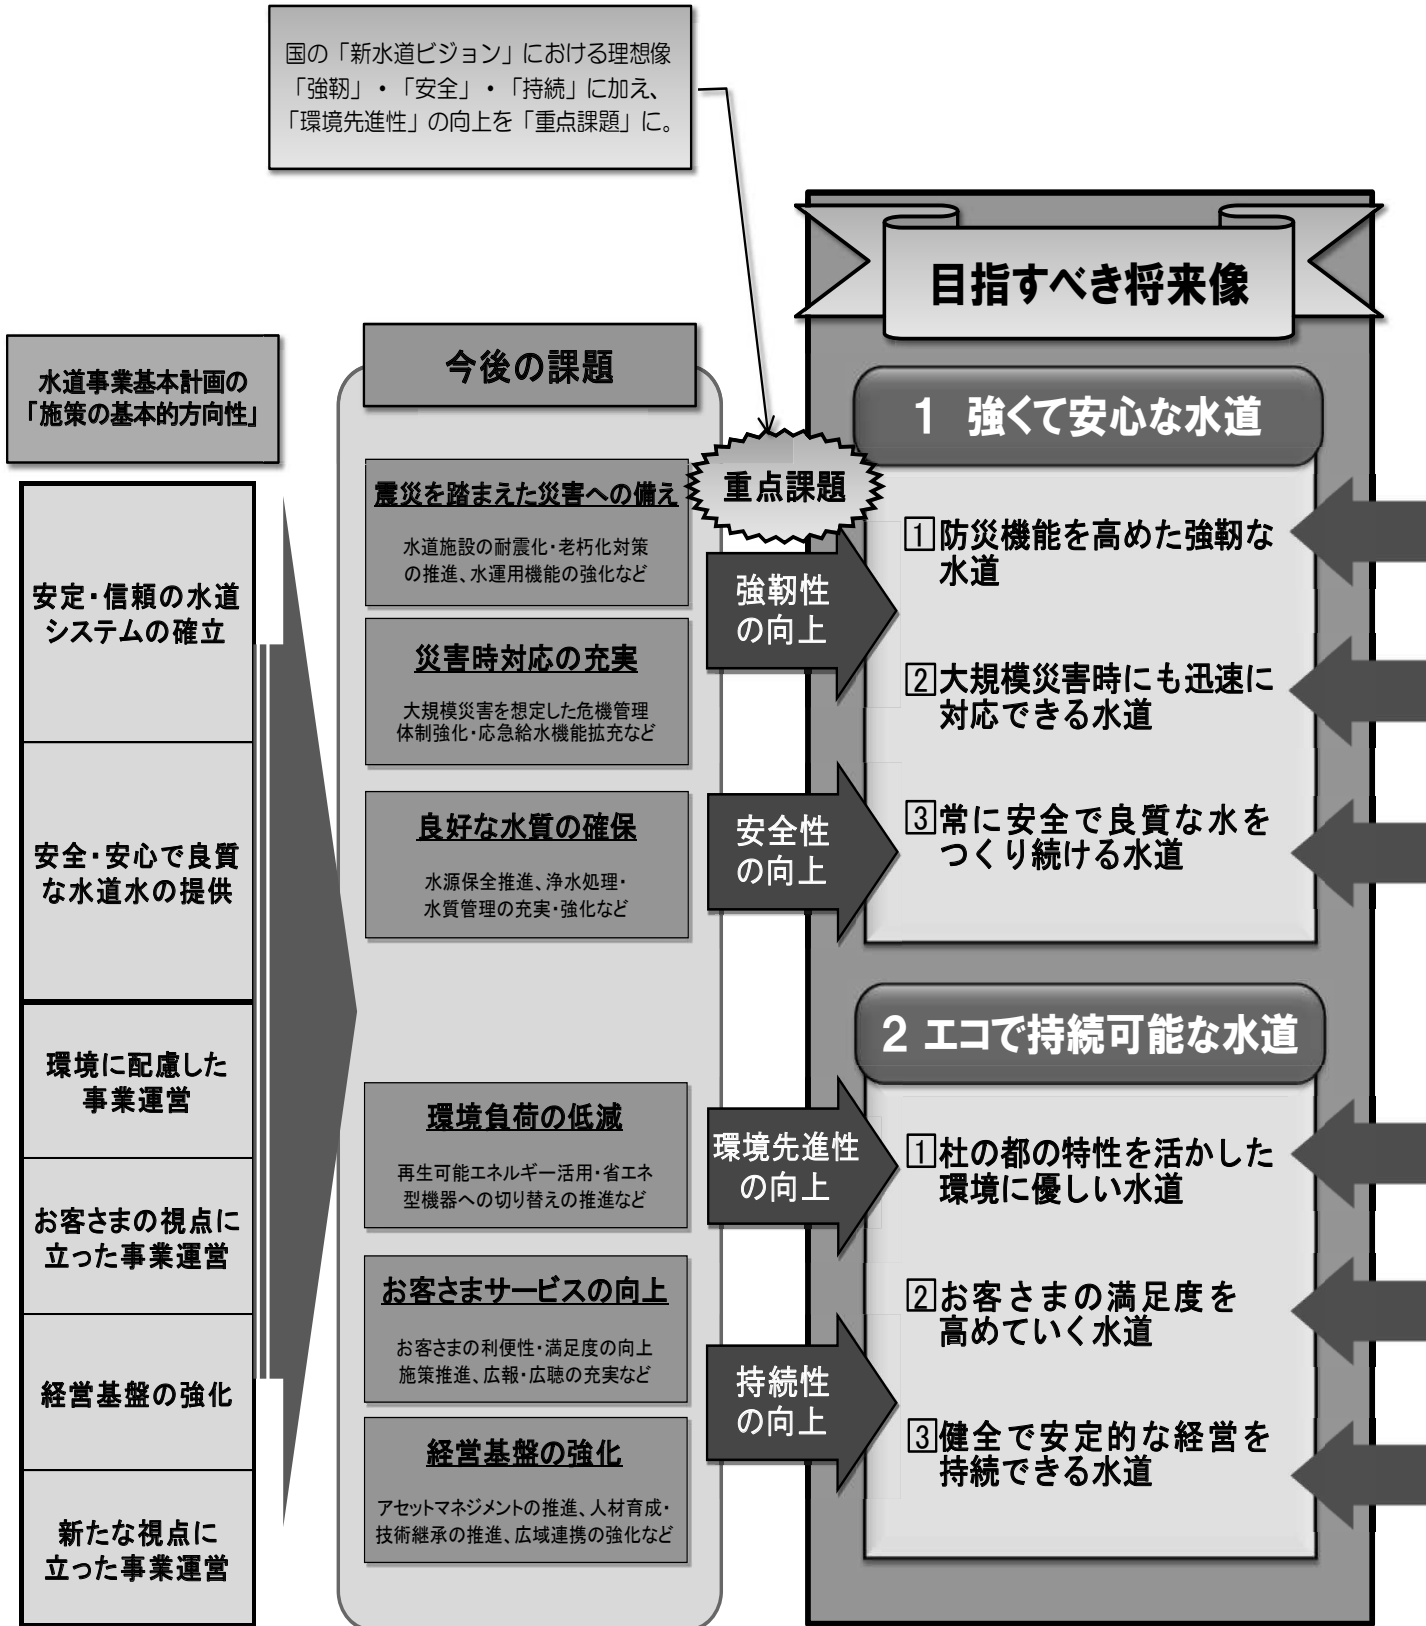 国の「新水道ビジョン」における理想像
「強靭」・「安全」・「持続」に加え、
「環境先進性」の向上を「重点課題」に。
水道事業基本計画の
「施策の基本的方向性」
安定・信頼の水道
システムの確立
安全・安心で良質
な水道水の提供
環境に配慮した
事業運営
お客さまの視点に
立った事業運営
経営基盤の強化
新たな視点に
立った事業運営
今後の課題
震災を踏まえた災害への備え
水道施設の耐震化・老朽化対策
の推進、水運用機能の強化など
災害時対応の充実
大規模災害を想定した危機管理
体制強化・応急給水機能拡充など
良好な水質の確保
水源保全推進、浄水処理・
水質管理の充実・強化など
環境負荷の低減
再生可能エネルギー活用・省エネ
型機器への切り替えの推進など
お客さまサービスの向上
お客さまの利便性・満足度の向上
施策推進、広報・広聴の充実など
経営基盤の強化
アセットマネジメントの推進、人材育成・
技術継承の推進、広域連携の強化など
重点課題
強靭性
の向上
安全性
の向上
環境先進性
の向上
持続性
の向上
目指すべき将来像
1 強くて安心な水道
1 防災機能を高めた強靭な
水道
2 大規模災害時にも迅速に
対応できる水道
3 常に安全で良質な水を
つくり続ける水道
2 エコで持続可能な水道
1 杜の都の特性を活かした
環境に優しい水道
2 お客さまの満足度を
高めていく水道
3 健全で安定的な経営を
持続できる水道